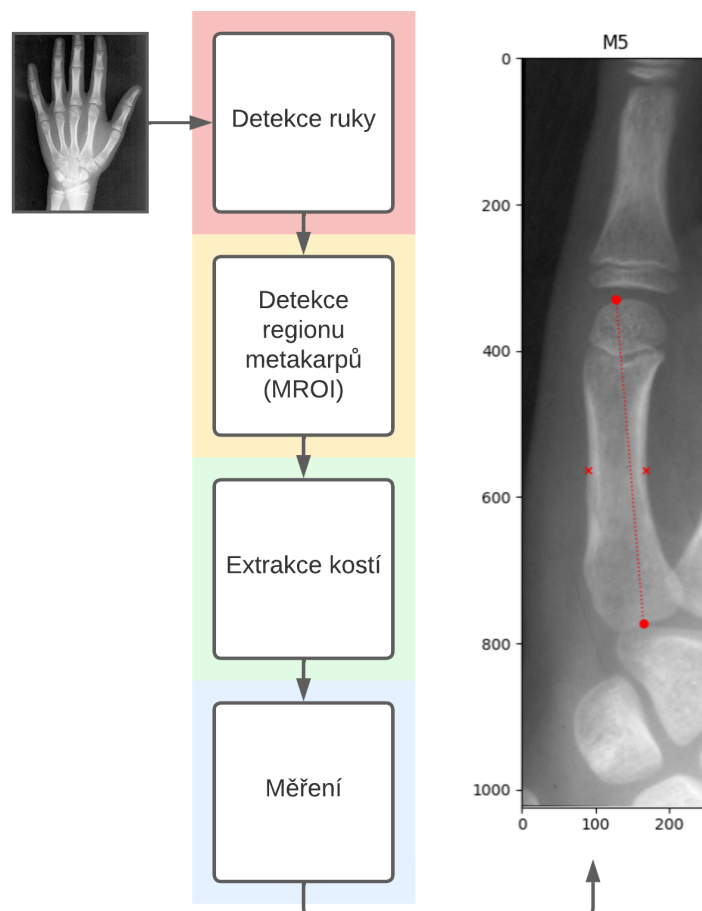 Detekce ruky
Detekce
regionu
metakarpů
(MROI)
Extrakce kostí
Měření
M5
0
200
400
600
800
1000
0
100
200